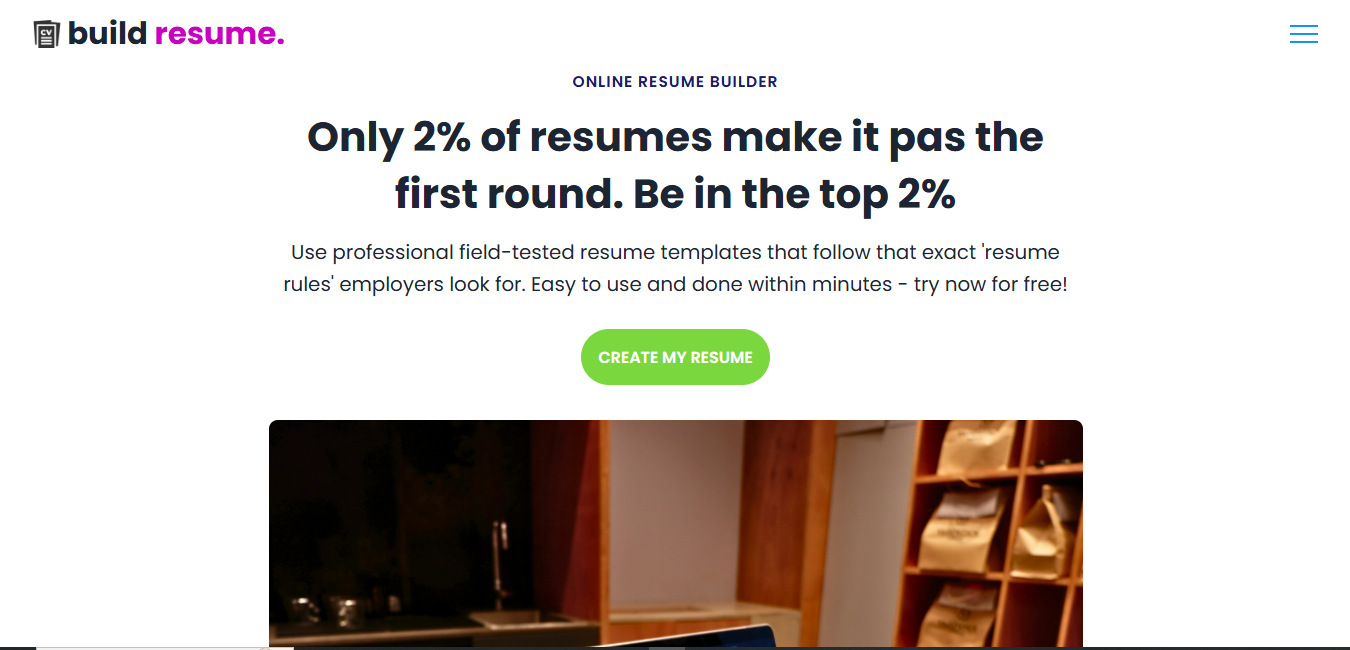 CV
build resume.
ONLINE RESUME BUILDER
Only 2% of resumes make it pas the
first round. Be in the top 2%
Use professional field-tested resume templates that follow that exact 'resume
rules' employers look for. Easy to use and done within minutes - try now for free!
CREATE MY RESUME